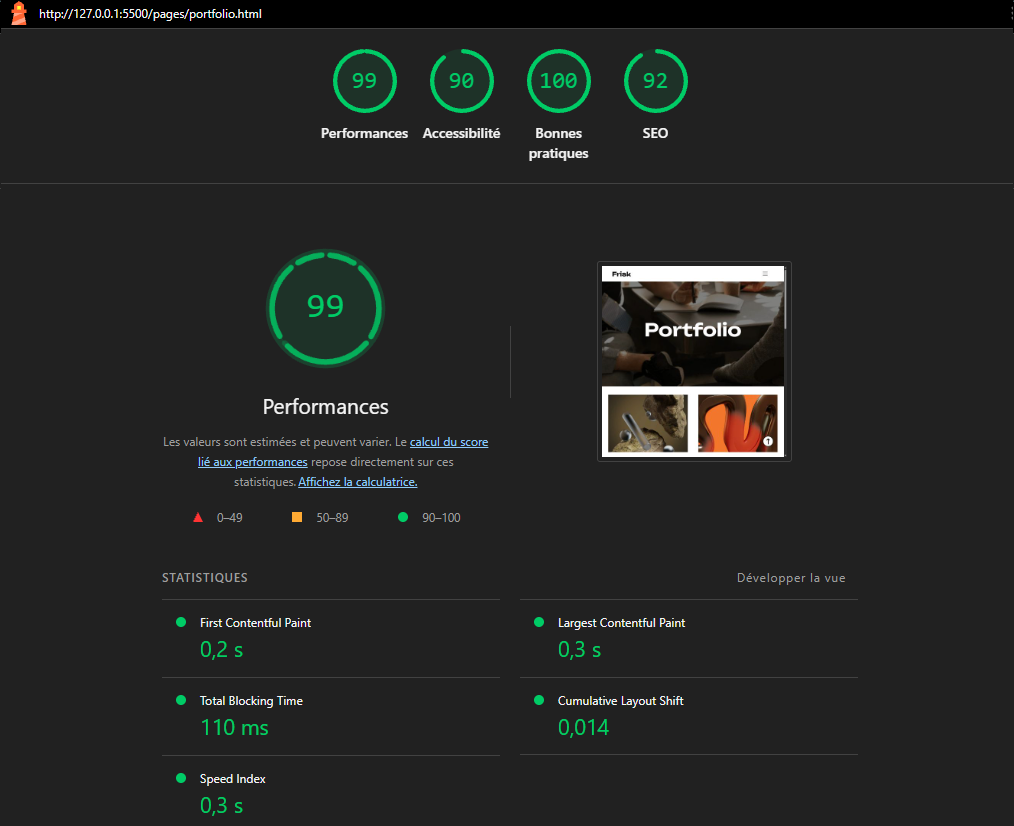 http://127.0.0.1:5500/pages/portfolio.html
99
90
100
92
Performances
Accessibilité
Bonnes
pratiques
SEO
99
Performances
Les valeurs sont estimées et peuvent varier. Le calcul du score
lié aux performances repose directement sur ces
statistiques. Affichez la calculatrice.
0–49
50–89
90–100
Friak
Portfolio
STATISTIQUES
Développer la vue
First Contentful Paint
0,2 s
Largest Contentful Paint
0,3 s
Total Blocking Time
110 ms
Cumulative Layout Shift
0,014
Speed Index
0,3 s